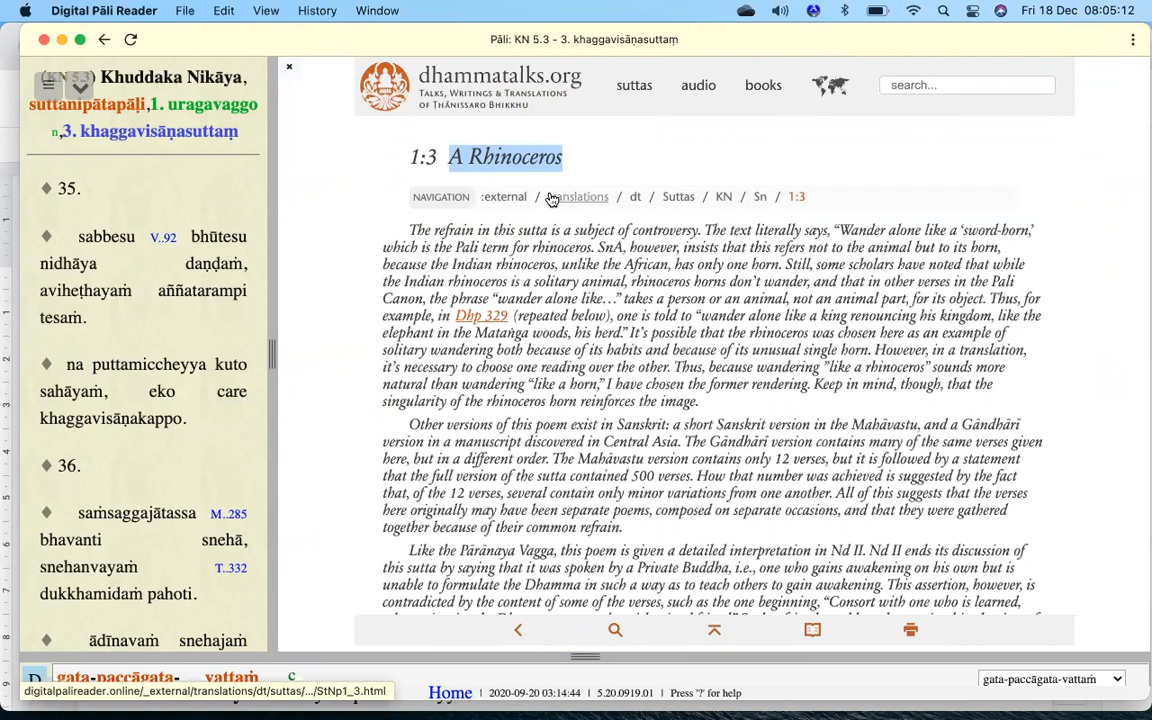 Digital Pāli Reader File Edit View History Window Fri 18 Dec 08:05:12
Pāli: KN 5.3 - 3. khaggavisāṇasuttaṃ
(KN 5.3) Khuddaka Nikāya,
suttanipātapāḷi,1. uragavaggo
n,3. khaggavisāṇasuttaṃ
♦ 35.
♦ sabbesu V..92 bhūtesu
nidhāya daṇḍaṁ,
aviheṭhayaṁ aññatarampi
tesaṁ.
♦ na puttamiccheyya kuto
sahāyaṁ, eko care
khaggavisāṇakappo.
♦ 36.
♦ saṁsaggajātassa M..285
bhavanti snehā,
snehanvayaṁ T..332
dukkhamidaṁ pahoti.
♦ ādīnavaṁ snehajaṁ
×
dhammatalks.org
TALKS, WRITINGS & TRANSLATIONS
OF ṬHĀNISSARO BHIKKHU
suttas audio books search...
1:3 A Rhinoceros
NAVIGATION :external / translations / dt / Suttas / KN / Sn / 1:3
The refrain in this sutta is a subject of controversy. The text literally says, “Wander alone like a ‘sword-horn,’
which is the Pali term for rhinoceros. SnA, however, insists that this refers not to the animal but to its horn,
because the Indian rhinoceros, unlike the African, has only one horn. Still, some scholars have noted that while
the Indian rhinoceros is a solitary animal, rhinoceros horns don’t wander, and that in other verses in the Pali
Canon, the phrase “wander alone like…” takes a person or an animal, not an animal part, for its object. Thus, for
example, in Dhp 329 (repeated below), one is told to “wander alone like a king renouncing his kingdom, like the
elephant in the Mataṅga woods, his herd.” It’s possible that the rhinoceros was chosen here as an example of
solitary wandering both because of its habits and because of its unusual single horn. However, in a translation,
it’s necessary to choose one reading over the other. Thus, because wandering “like a rhinoceros” sounds more
natural than wandering “like a horn,” I have chosen the former rendering. Keep in mind, though, that the
singularity of the rhinoceros horn reinforces the image.
Other versions of this poem exist in Sanskrit: a short Sanskrit version in the Mahāvastu, and a Gāndhārī
version in a manuscript discovered in Central Asia. The Gāndhārī version contains many of the same verses given
here, but in a different order. The Mahāvastu version contains only 12 verses, but it is followed by a statement
that the full version of the sutta contained 500 verses. How that number was achieved is suggested by the fact
that, of the 12 verses, several contain only minor variations from one another. All of this suggests that the verses
here originally may have been separate poems, composed on separate occasions, and that they were gathered
together because of their common refrain.
Like the Pārānaya Vagga, this poem is given a detailed interpretation in Nd II. Nd II ends its discussion of
this sutta by saying that it was spoken by a Private Buddha, i.e., one who gains awakening on his own but is
unable to formulate the Dhamma in such a way as to teach others to gain awakening. This assertion, however, is
contradicted by the content of some of the verses, such as the one beginning, “Consort with one who is learned,
D gata-paccāgata- vattaṁ c
gata-paccāgata-vattaṁ
digitalpalireader.online/_external/translations/dt/suttas/.../StNp1_3.html
Home | 2020-09-20 03:14:44 | 5.20.0919.01 | Press '?' for help